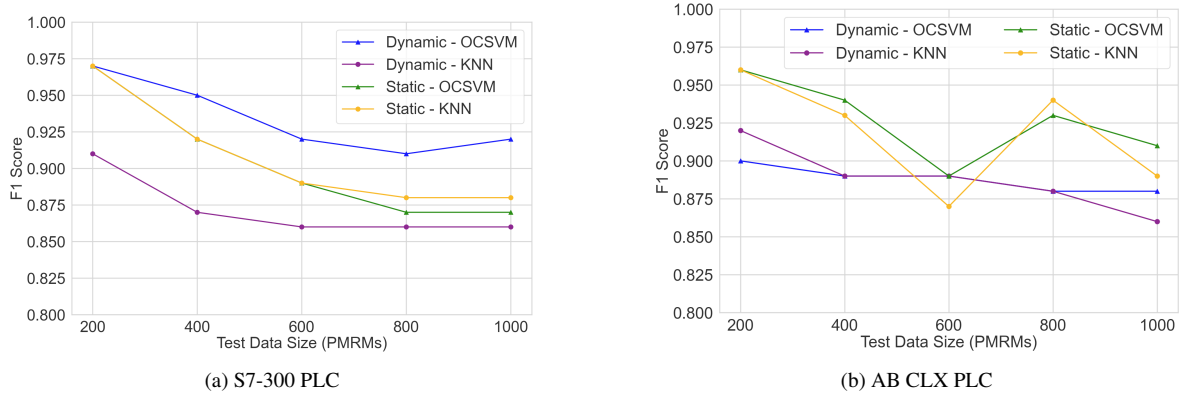 1.000
0.975
0.950
0.925
0.900
0.875
0.850
0.825
0.800
F1 Score
Dynamic - OCSVM
Dynamic - KNN
Static - OCSVM
Static - KNN
200 400 600 800 1000
Test Data Size (PMRMs)
(a) S7-300 PLC
1.000
0.975
0.950
0.925
0.900
0.875
0.850
0.825
0.800
F1 Score
Dynamic - OCSVM Static - OCSVM
Dynamic - KNN Static - KNN
200 400 600 800 1000
Test Data Size (PMRMs)
(b) AB CLX PLC